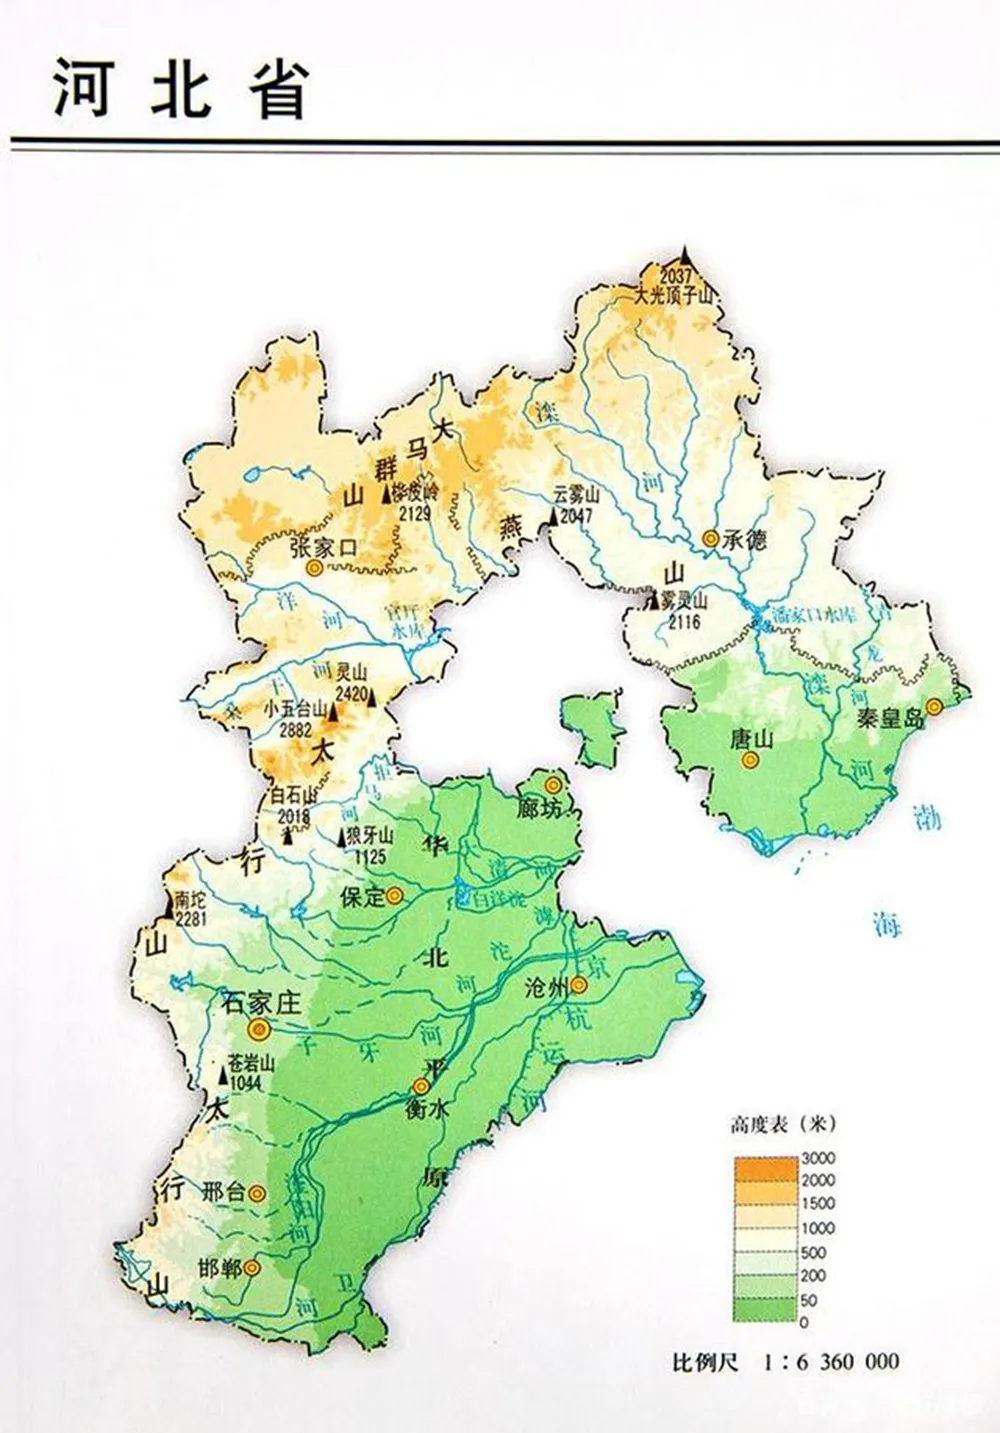 河北省
2037
大光顶子山
滦
河
大
马
群
山
桦皮岭
2129
云雾山
2047
燕
山
张家口
承德
雾灵山
2116
洋
河
官厅
水库
潘家口水库
青
龙
河
桑
干
河
灵山
2420
小五台山
2882
滦
河
秦皇岛
唐山
太
行
山
拒
马
河
白石山
2018
狼牙山
1125
廊坊
渤
海
华
北
平
原
大
清
河
白洋淀
保定
南坨
2281
滹
沱
河
沧州
京
杭
运
河
石家庄
子
牙
河
苍岩山
1044
太
行
山
衡水
邢台
滏
阳
河
邯郸
卫
河
高度表（米）
3000
2000
1500
1000
500
200
50
0
比例尺 1：6 360 000